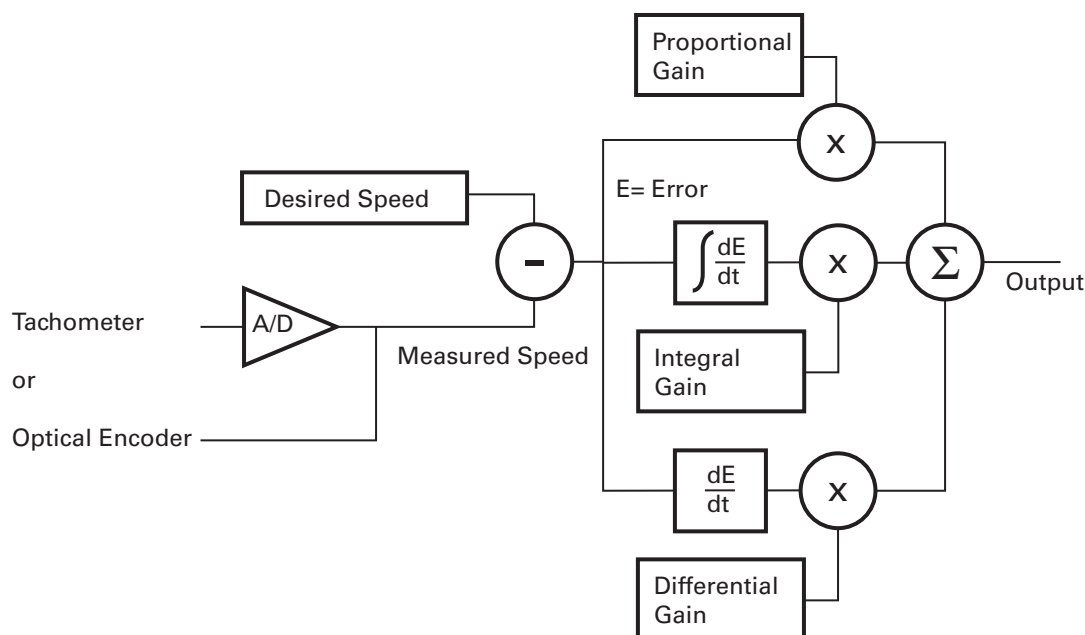 Proportional
Gain
x
Desired Speed
E= Error
-
∫ dE
dt
x
Σ
Output
Tachometer
A/D
Measured Speed
or
Integral
Gain
Optical Encoder
dE
dt
x
Differential
Gain